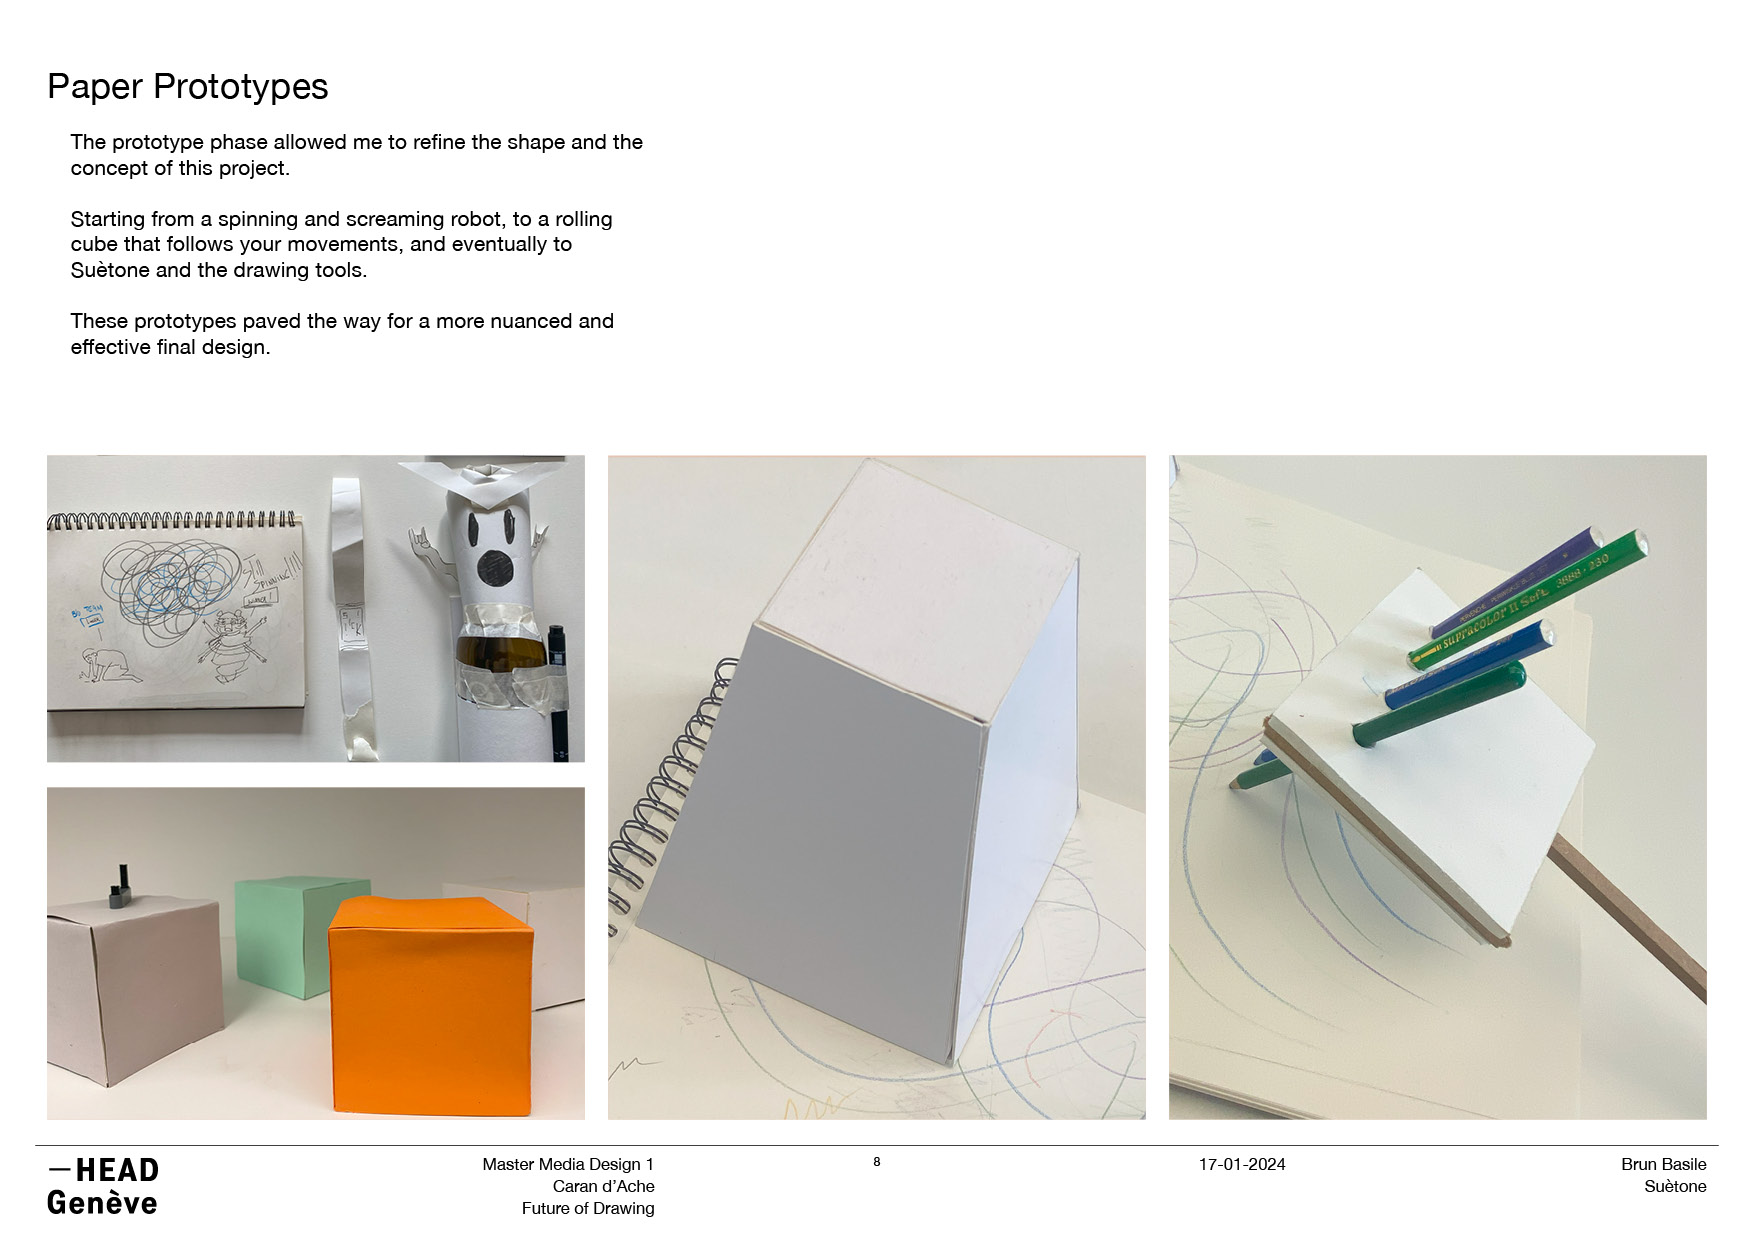 Paper Prototypes
The prototype phase allowed me to refine the shape and the
concept of this project.
Starting from a spinning and screaming robot, to a rolling
cube that follows your movements, and eventually to
Suètone and the drawing tools.
These prototypes paved the way for a more nuanced and
effective final design.
STILL
SPINNING!!!!
SUPRACOLOR II Soft 3888 · 230
—HEAD
Genève
Master Media Design 1
Caran d’Ache
Future of Drawing
8
17-01-2024
Brun Basile
Suètone